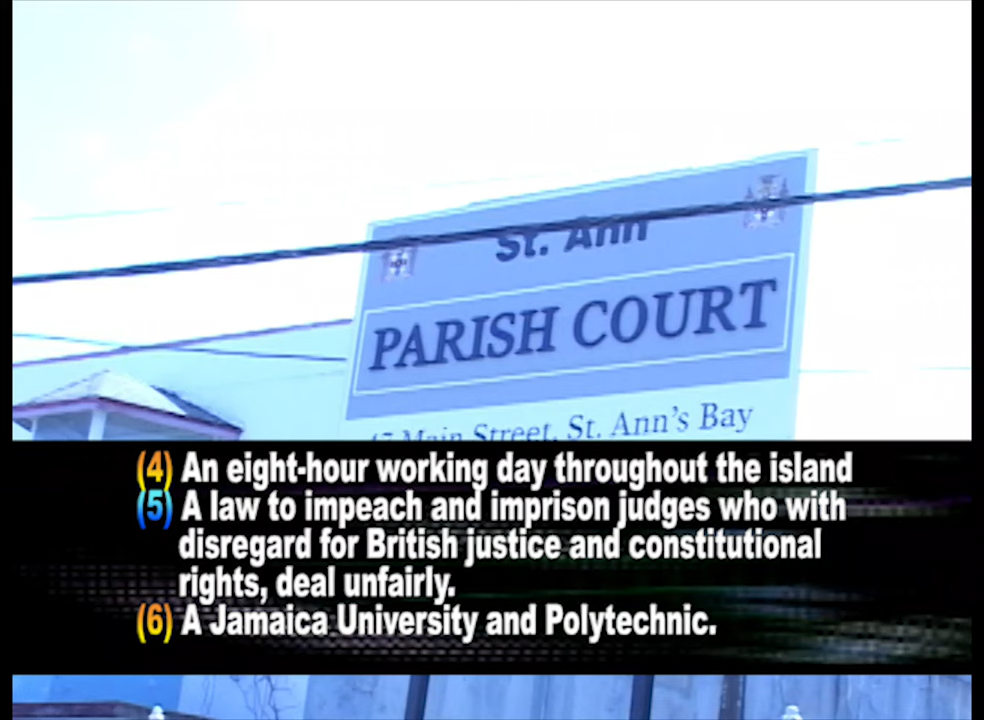 St. Ann
PARISH COURT
Main Street, St. Ann's Bay
(4) An eight-hour working day throughout the island
(5) A law to impeach and imprison judges who with
disregard for British justice and constitutional
rights, deal unfairly.
(6) A Jamaica University and Polytechnic.